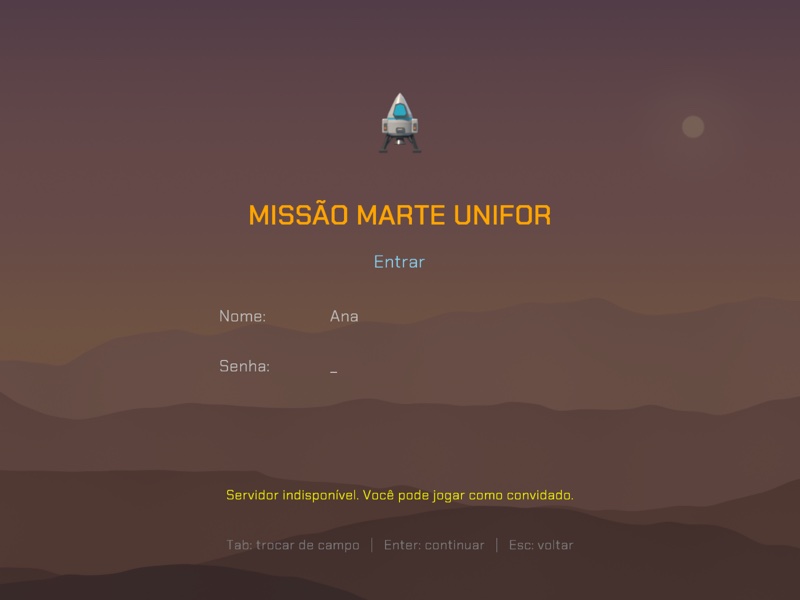 MISSÃO MARTE UNIFOR
Entrar
Nome: Ana
Senha: _
Servidor indisponível. Você pode jogar como convidado.
Tab: trocar de campo | Enter: continuar | Esc: voltar